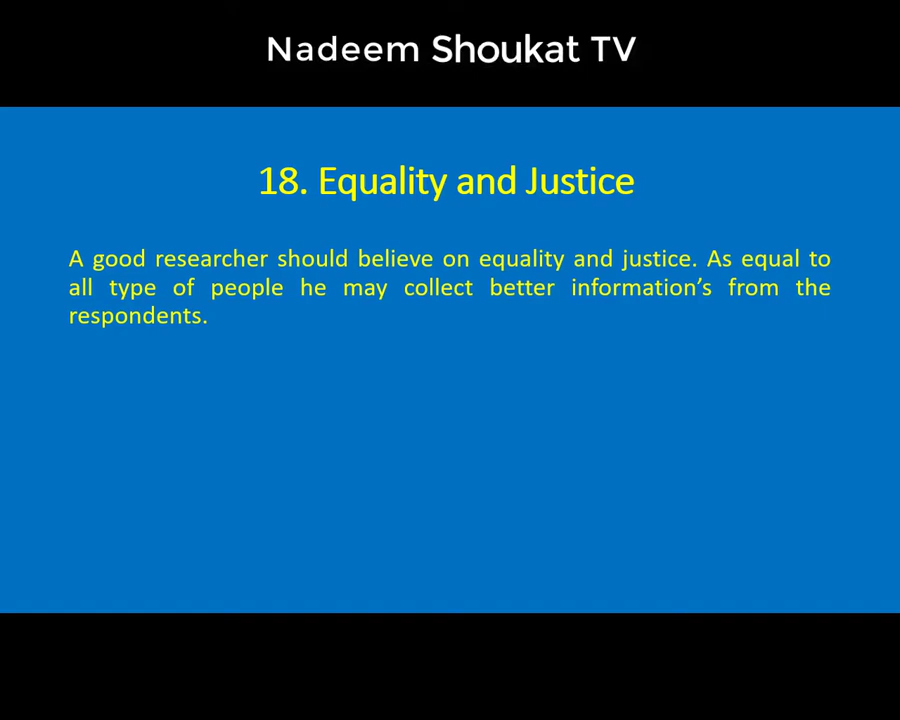 Nadeem Shoukat TV
18. Equality and Justice
A good researcher should believe on equality and justice. As equal to
all type of people he may collect better information’s from the
respondents.